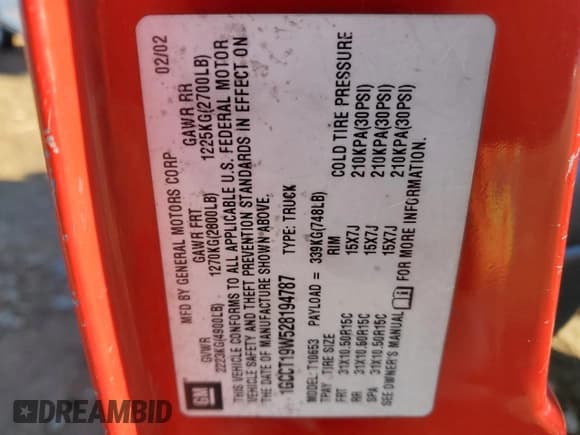 MFD BY GENERAL MOTORS CORP 02/02
GVWR GAWR FRT GAWR RR
2223KG(4900LB) 1270KG(2800LB) 1225KG(2700LB)
THIS VEHICLE CONFORMS TO ALL APPLICABLE U.S. FEDERAL MOTOR
VEHICLE SAFETY AND THEFT PREVENTION STANDARDS IN EFFECT ON
THE DATE OF MANUFACTURE SHOWN ABOVE.
1GCCT19W528194787 TYPE: TRUCK
MODEL: T10653 PAYLOAD = 339KG(748LB)
TPAY TIRE SIZE RIM COLD TIRE PRESSURE
FRT 31X10.50R15C 15X7J 210KPA(30PSI)
RR 31X10.50R15C 15X7J 210KPA(30PSI)
SPA 31X10.50R15C 15X7J 210KPA(30PSI)
SEE OWNER'S MANUAL FOR MORE INFORMATION.
GM
DREAMBID